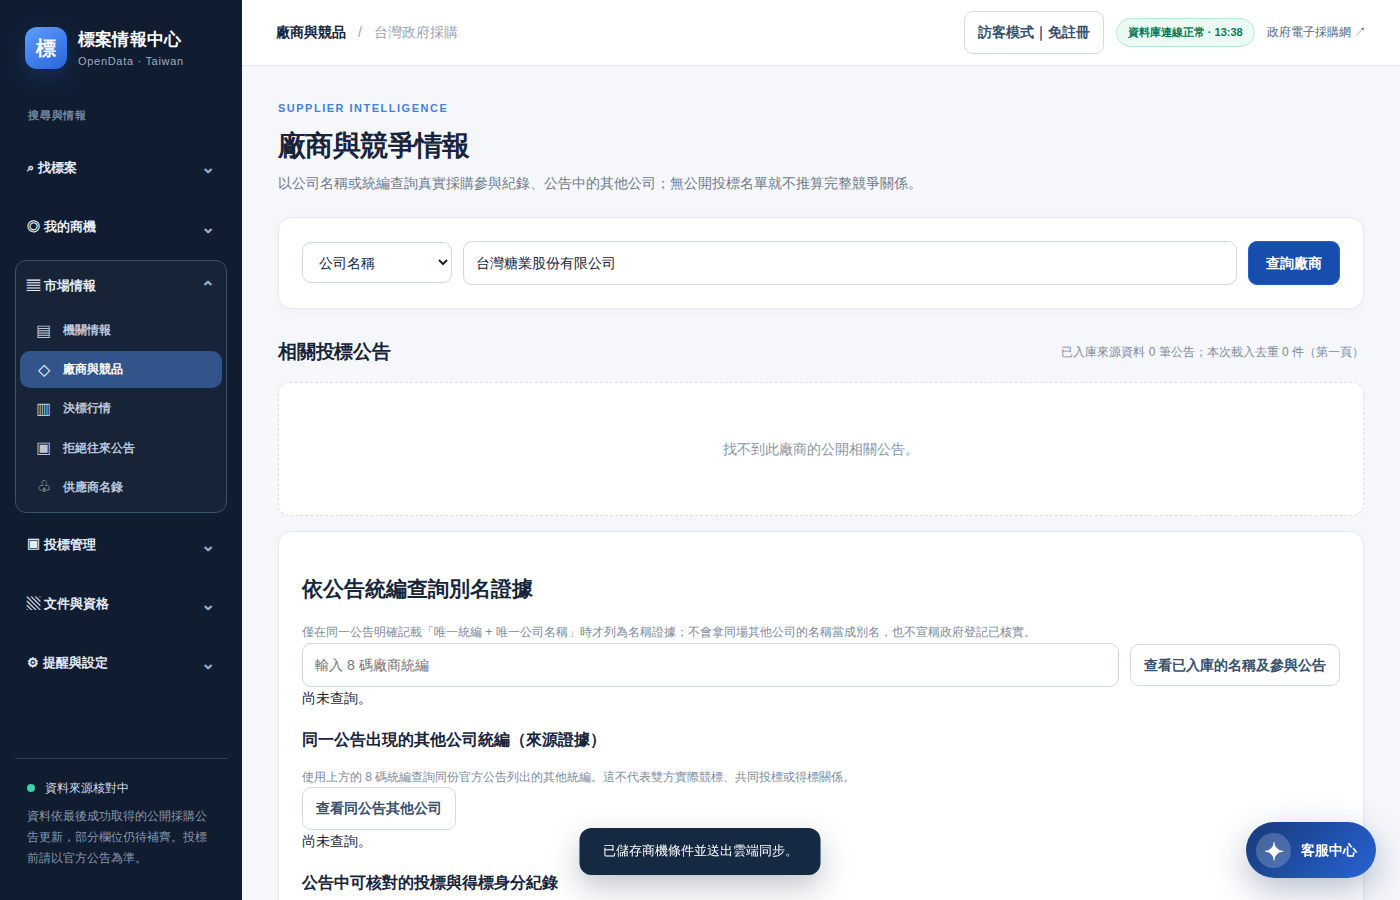 標
標案情報中心
OpenData · Taiwan
搜尋與情報
⌕ 找標案
◎ 我的商機
▤ 市場情報
▤ 機關情報
◇ 廠商與競品
▥ 決標行情
▣ 拒絕往來公告
♧ 供應商名錄
▣ 投標管理
▧ 文件與資格
⚙ 提醒與設定
資料來源核對中
資料依最後成功取得的公開採購公
告更新，部分欄位仍待補齊。投標
前請以官方公告為準。
廠商與競品 / 台灣政府採購
訪客模式｜免註冊
資料庫連線正常 · 13:38
政府電子採購網 ↗
SUPPLIER INTELLIGENCE
廠商與競爭情報
以公司名稱或統編查詢真實採購參與紀錄、公告中的其他公司；無公開投標名單就不推算完整競爭關係。
公司名稱
台灣糖業股份有限公司
查詢廠商
相關投標公告
已入庫來源資料 0 筆公告；本次載入去重 0 件（第一頁）
找不到此廠商的公開相關公告。
依公告統編查詢別名證據
僅在同一公告明確記載「唯一統編 + 唯一公司名稱」時才列為名稱證據；不會拿同場其他公司的名稱當成別名，也不宣稱政府登記已核實。
輸入 8 碼廠商統編
查看已入庫的名稱及參與公告
尚未查詢。
同一公告出現的其他公司統編（來源證據）
使用上方的 8 碼統編查詢同份官方公告列出的其他統編。這不代表雙方實際競標、共同投標或得標關係。
查看同公告其他公司
尚未查詢。
公告中可核對的投標與得標身分紀錄
已儲存商機條件並送出雲端同步。
客服中心